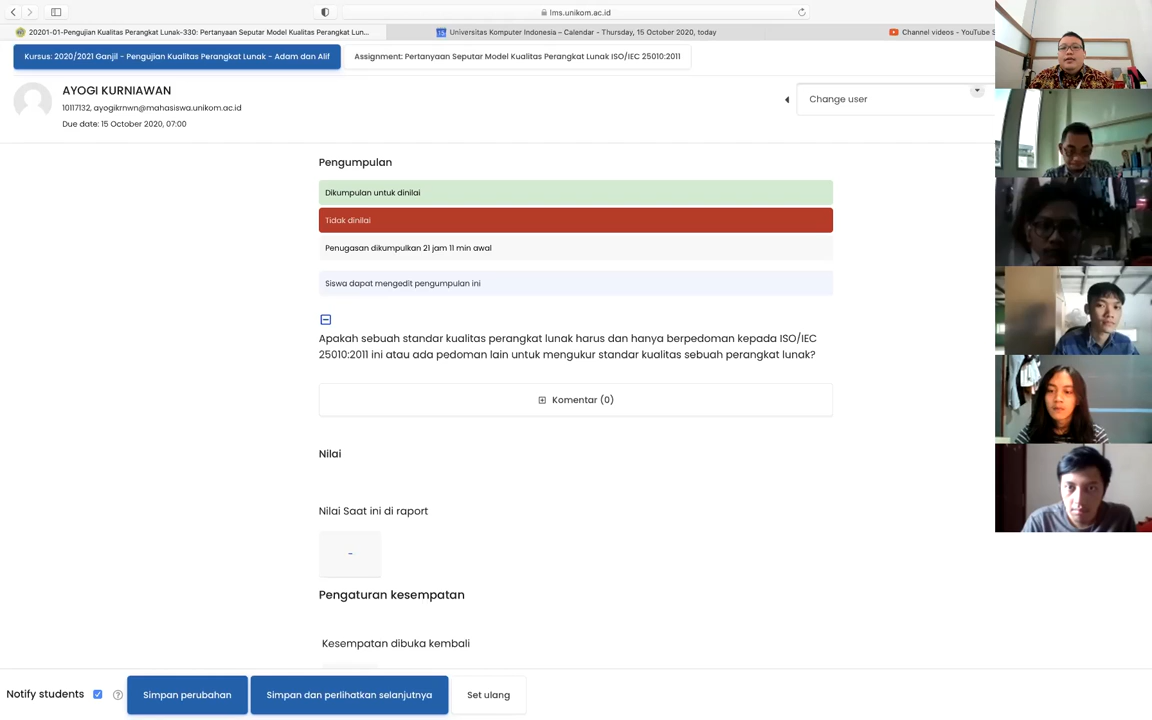 lms.unikom.ac.id
20201-01-Pengujian Kualitas Perangkat Lunak-330: Pertanyaan Seputar Model Kualitas Perangkat Lun...
Universitas Komputer Indonesia – Calendar - Thursday, 15 October 2020, today
Channel videos - YouTube S
Kursus: 2020/2021 Ganjil - Pengujian Kualitas Perangkat Lunak - Adam dan Alif
Assignment: Pertanyaan Seputar Model Kualitas Perangkat Lunak ISO/IEC 25010:2011
AYOGI KURNIAWAN
10117132, ayogikrnwn@mahasiswa.unikom.ac.id
Due date: 15 October 2020, 07:00
Change user
Pengumpulan
Dikumpulan untuk dinilai
Tidak dinilai
Penugasan dikumpulkan 21 jam 11 min awal
Siswa dapat mengedit pengumpulan ini
Apakah sebuah standar kualitas perangkat lunak harus dan hanya berpedoman kepada ISO/IEC
25010:2011 ini atau ada pedoman lain untuk mengukur standar kualitas sebuah perangkat lunak?
Komentar (0)
Nilai
Nilai Saat ini di raport
-
Pengaturan kesempatan
Kesempatan dibuka kembali
Notify students
Simpan perubahan
Simpan dan perlihatkan selanjutnya
Set ulang